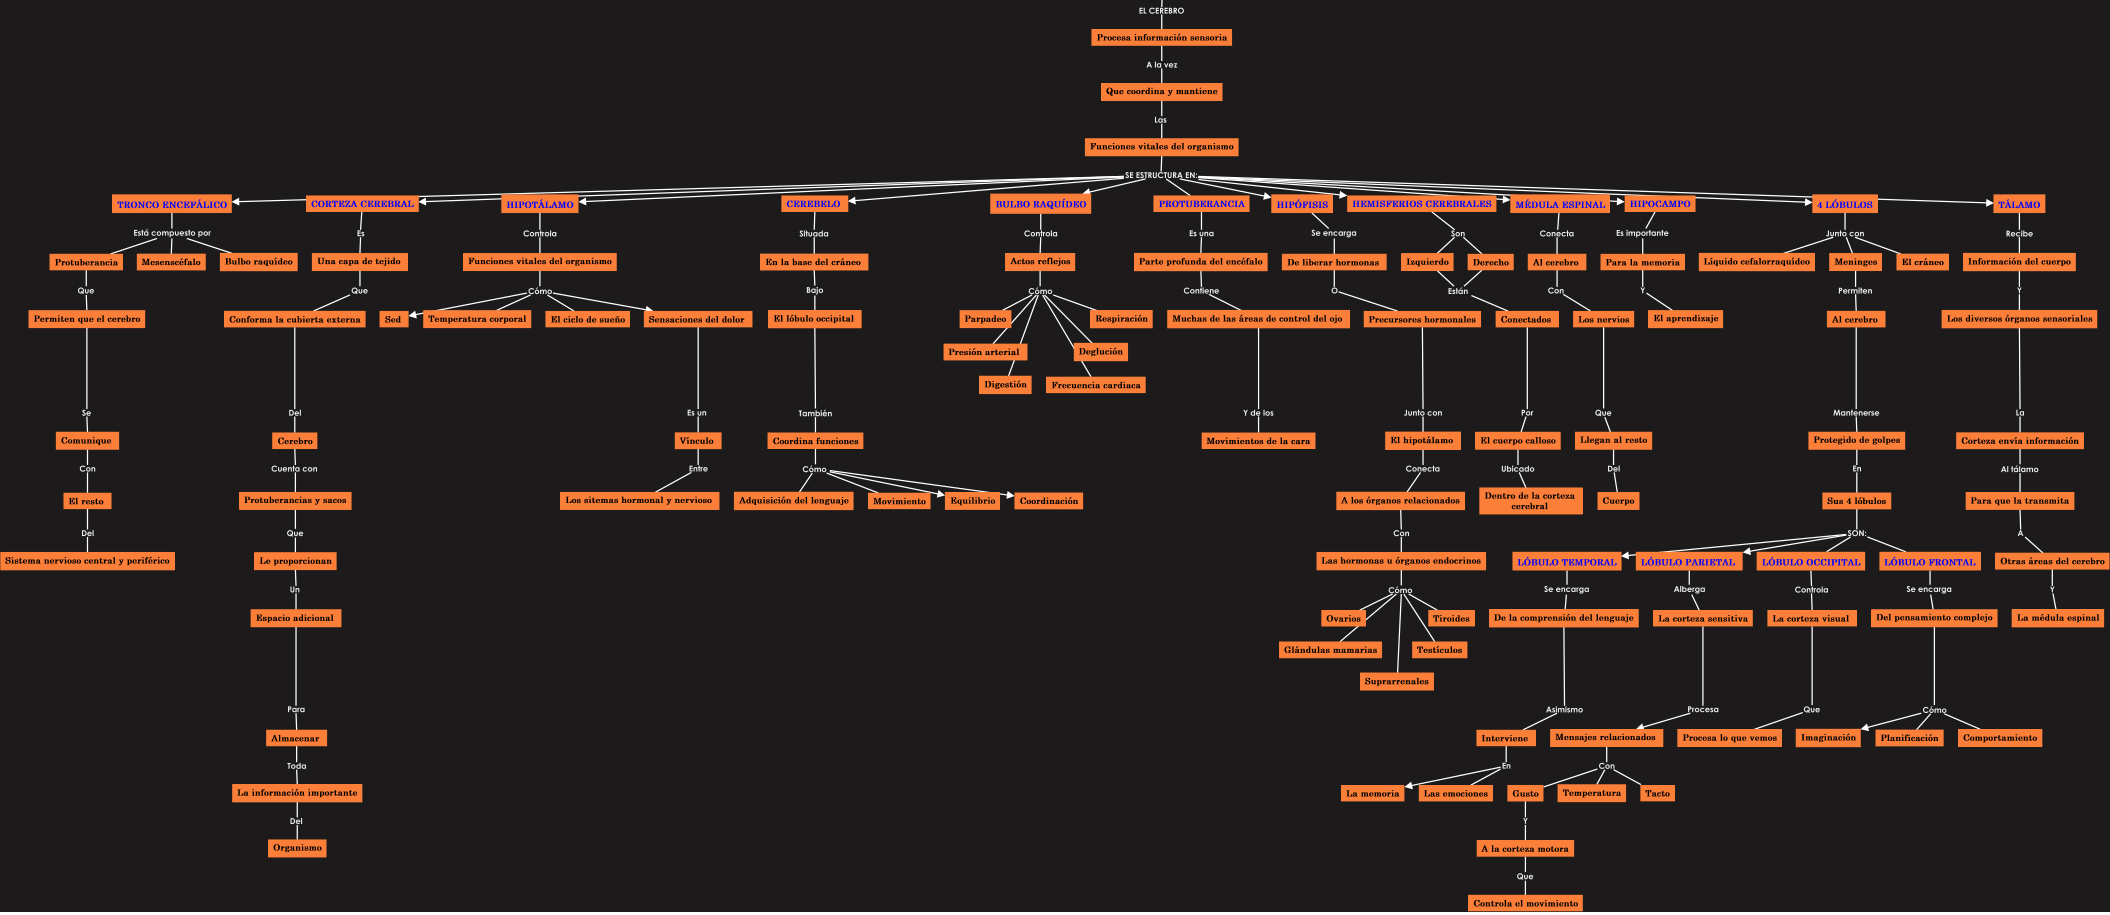 EL CEREBRO
Procesa información sensoria
A la vez
Que coordina y mantiene
Las
Funciones vitales del organismo
SE ESTRUCTURA EN:
TRONCO ENCEFÁLICO
CORTEZA CEREBRAL
HIPOTÁLAMO
CEREBELO
BULBO RAQUÍDEO
PROTUBERANCIA
HIPÓFISIS
HEMISFERIOS CEREBRALES
MÉDULA ESPINAL
HIPOCAMPO
4 LÓBULOS
TÁLAMO
Está compuesto por
Es
Controla
Situada
Controla
Es una
Se encarga
Son
Conecta
Es importante
Junto con
Recibe
Protuberancia
Mesenscéfalo
Bulbo raquídeo
Una capa de tejido
Funciones vitales del organismo
En la base del cráneo
Actos reflejos
Parte profunda del encéfalo
De liberar hormonas
Izquierdo
Derecho
Al cerebro
Para la memoria
Líquido cefalorraquídeo
Meninges
El cráneo
Información del cuerpo
Que
Que
Cómo
Bajo
Cómo
Contiene
O
Están
Con
Y
Permiten
Y
Permiten que el cerebro
Conforma la cubierta externa
Sed
Temperatura corporal
El ciclo de sueño
Sensaciones del dolor
El lóbulo occipital
Parpadeo
Respiración
Muchas de las áreas de control del ojo
Precursores hormonales
Conectados
Los nervios
El aprendizaje
Al cerebro
Los diversos órganos sensoriales
Presión arterial
Deglución
Digestión
Frecuencia cardiaca
Se
Del
Es un
También
Y de los
Junto con
Por
Que
Mantenerse
La
Comunique
Cerebro
Vínculo
Coordina funciones
Movimientos de la cara
El hipotálamo
El cuerpo calloso
Llegan al resto
Protegido de golpes
Corteza envía información
Con
Cuenta con
Entre
Cómo
Conecta
Ubicado
Del
En
Al tálamo
El resto
Protuberancias y sacos
Los sitemas hormonal y nervioso
Adquisición del lenguaje
Movimiento
Equilibrio
Coordinación
A los órganos relacionados
Dentro de la corteza
cerebral
Cuerpo
Sus 4 lóbulos
Para que la transmita
Del
Que
Con
SON:
A
Sistema nervioso central y periférico
Le proporcionan
Las hormonas u órganos endocrinos
LÓBULO TEMPORAL
LÓBULO PARIETAL
LÓBULO OCCIPITAL
LÓBULO FRONTAL
Otras áreas del cerebro
Un
Cómo
Se encarga
Alberga
Controla
Se encarga
Y
Espacio adicional
Ovarios
Tiroides
De la comprensión del lenguaje
La corteza sensitiva
La corteza visual
Del pensamiento complejo
La médula espinal
Glándulas mamarias
Testículos
Suprarrenales
Para
Asimismo
Procesa
Que
Cómo
Almacenar
Interviene
Mensajes relacionados
Procesa lo que vemos
Imaginación
Planificación
Comportamiento
Toda
En
Con
La información importante
La memoria
Las emociones
Gusto
Temperatura
Tacto
Del
Y
Organismo
A la corteza motora
Que
Controla el movimiento